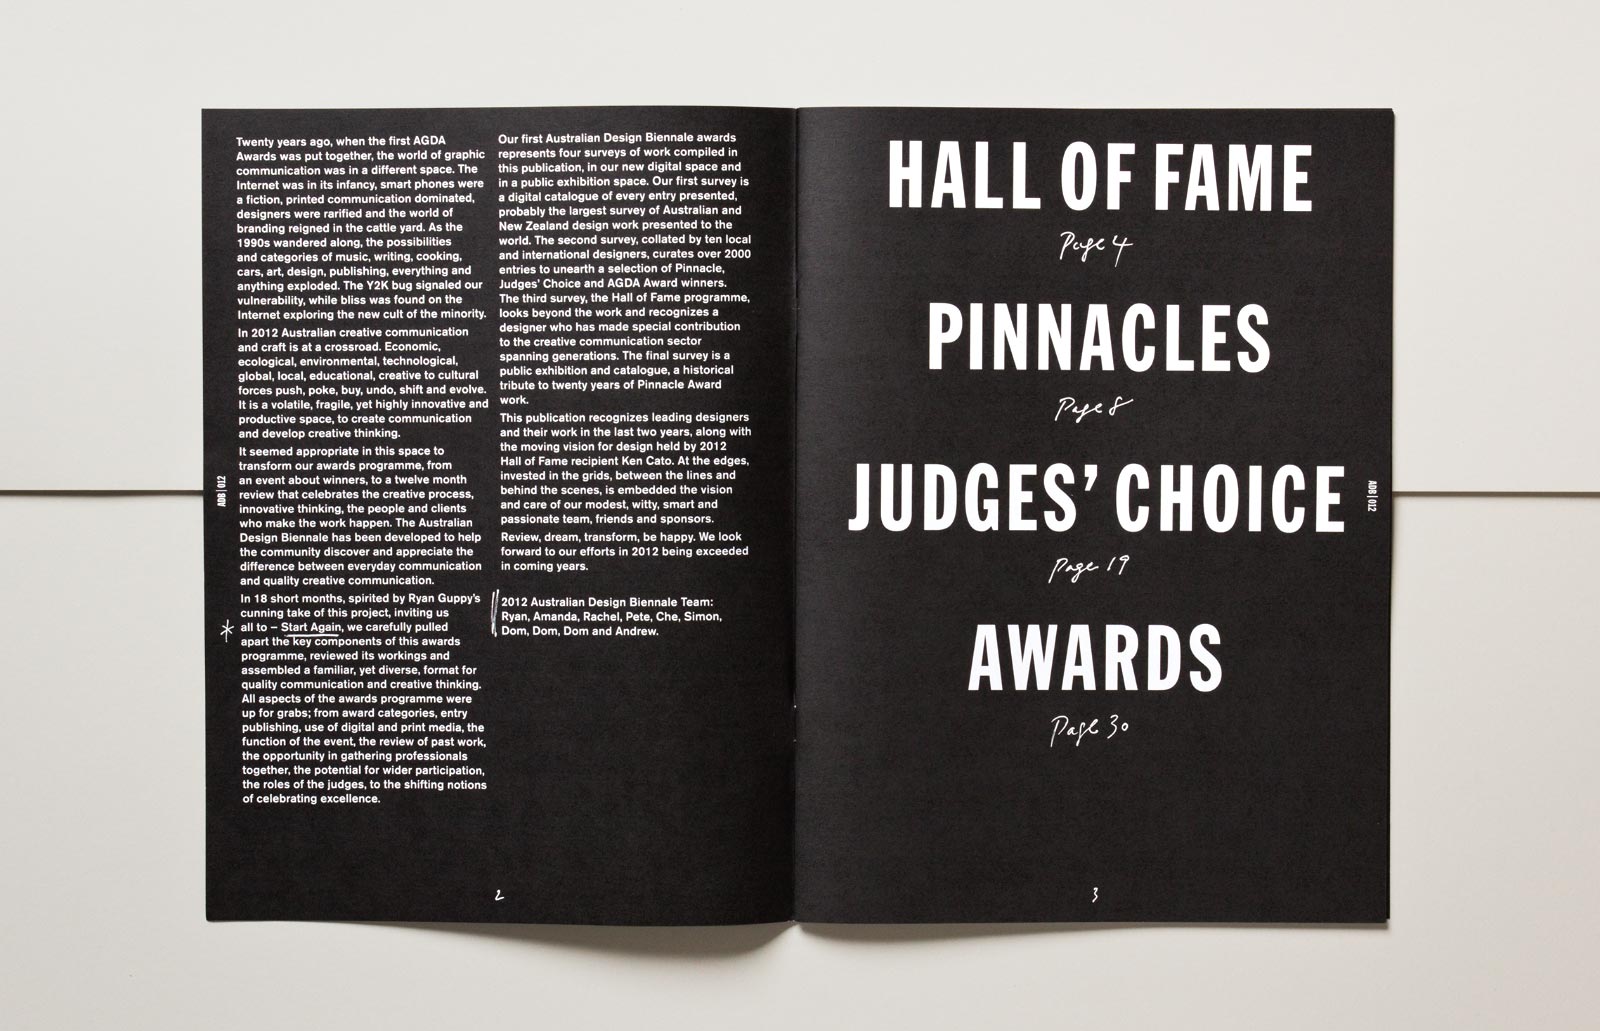 Twenty years ago, when the first AGDA
Awards was put together, the world of graphic
communication was in a different space. The
Internet was in its infancy, smart phones were
a fiction, printed communication dominated,
designers were rarified and the world of
branding reigned in the cattle yard. As the
1990s wandered along, the possibilities
and categories of music, writing, cooking,
cars, art, design, publishing, everything and
anything exploded. The Y2K bug signaled our
vulnerability, while bliss was found on the
Internet exploring the new cult of the minority.
In 2012 Australian creative communication
and craft is at a crossroad. Economic,
ecological, environmental, technological,
global, local, educational, creative to cultural
forces push, poke, buy, undo, shift and evolve.
It is a volatile, fragile, yet highly innovative and
productive space, to create communication
and develop creative thinking.
It seemed appropriate in this space to
transform our awards programme, from
an event about winners, to a twelve month
review that celebrates the creative process,
innovative thinking, the people and clients
who make the work happen. The Australian
Design Biennale has been developed to help
the community discover and appreciate the
difference between everyday communication
and quality creative communication.
In 18 short months, spirited by Ryan Guppy's
cunning take of this project, inviting us
* all to – Start Again, we carefully pulled
apart the key components of this awards
programme, reviewed its workings and
assembled a familiar, yet diverse, format for
quality communication and creative thinking.
All aspects of the awards programme were
up for grabs; from award categories, entry
publishing, use of digital and print media, the
function of the event, the review of past work,
the opportunity in gathering professionals
together, the potential for wider participation,
the roles of the judges, to the shifting notions
of celebrating excellence.
ADB|012
Our first Australian Design Biennale awards
represents four surveys of work compiled in
this publication, in our new digital space and
in a public exhibition space. Our first survey is
a digital catalogue of every entry presented,
probably the largest survey of Australian and
New Zealand design work presented to the
world. The second survey, collated by ten local
and international designers, curates over 2000
entries to unearth a selection of Pinnacle,
Judges' Choice and AGDA Award winners.
The third survey, the Hall of Fame programme,
looks beyond the work and recognizes a
designer who has made special contribution
to the creative communication sector
spanning generations. The final survey is a
public exhibition and catalogue, a historical
tribute to twenty years of Pinnacle Award
work.
This publication recognizes leading designers
and their work in the last two years, along with
the moving vision for design held by 2012
Hall of Fame recipient Ken Cato. At the edges,
invested in the grids, between the lines and
behind the scenes, is embedded the vision
and care of our modest, witty, smart and
passionate team, friends and sponsors.
Review, dream, transform, be happy. We look
forward to our efforts in 2012 being exceeded
in coming years.
2012 Australian Design Biennale Team:
Ryan, Amanda, Rachel, Pete, Che, Simon,
Dom, Dom, Dom and Andrew.
2
HALL OF FAME
Page 4
PINNACLES
Page 8
JUDGES' CHOICE
Page 19
AWARDS
Page 30
ADB|012
3